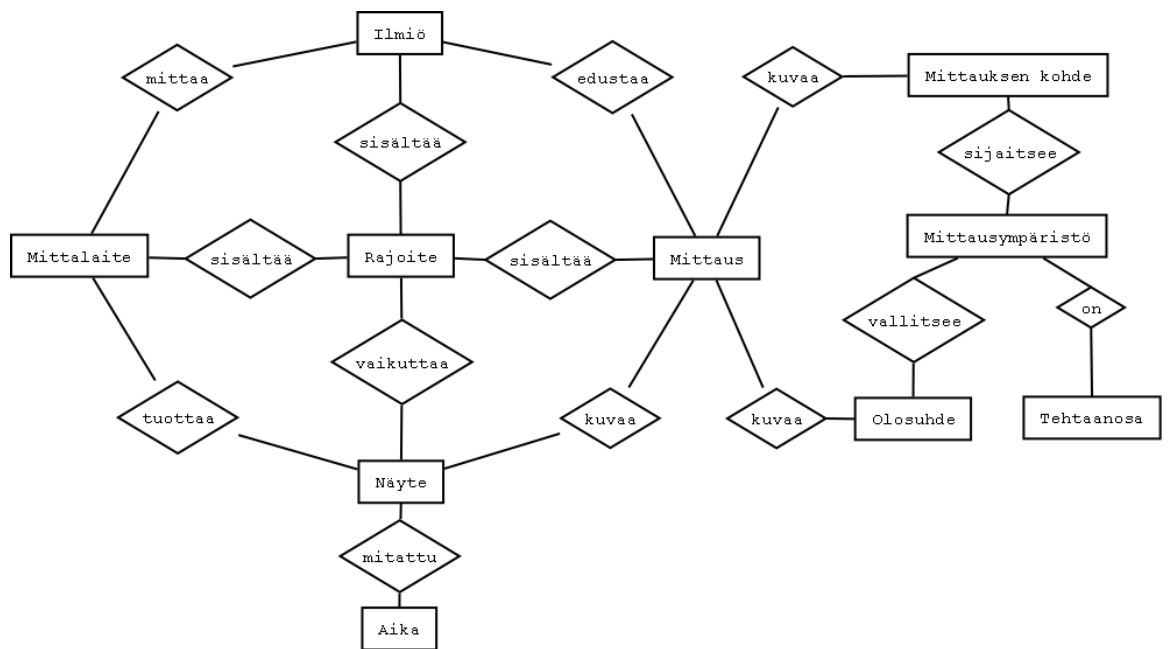 Ilmiö
mittaa
edustaa
kuvaa
Mittauksen kohde
sisältää
sijaitsee
Mittausympäristö
Mittalaite
sisältää
Rajoite
sisältää
Mittaus
vallitsee
on
vaikuttaa
tuottaa
kuvaa
kuvaa
Olosuhde
Tehtaanosa
Näyte
mitattu
Aika